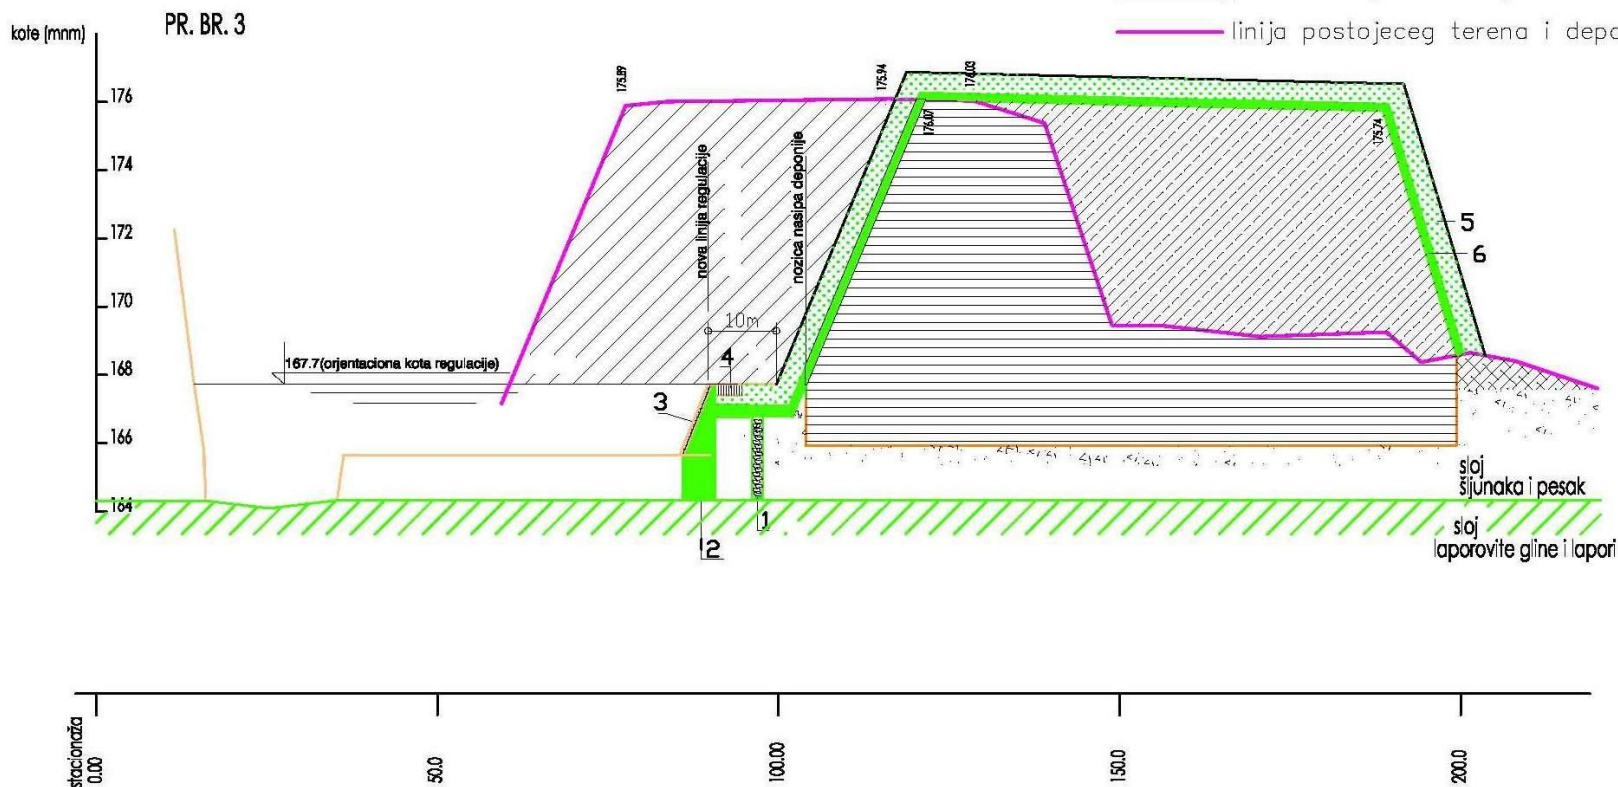 kote (mnm)
PR. BR. 3
linija postojeceg terena i depo
176
174
172
170
168
166
164
175.89
175.94
176.03
176.07
175.74
nova linija regulacije
nozica nasipa deponije
10m
167.7(orjentaciona kota regulacije)
4
3
5
6
1
2
sloj
šljunaka i pesak
sloj
laporovite gline i lapori
stacionaža
0.00
50.0
100.00
150.0
200.0